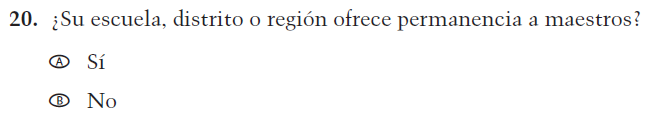 20. ¿Su escuela, distrito o región ofrece permanencia a maestros?
Ⓐ Sí
Ⓑ No